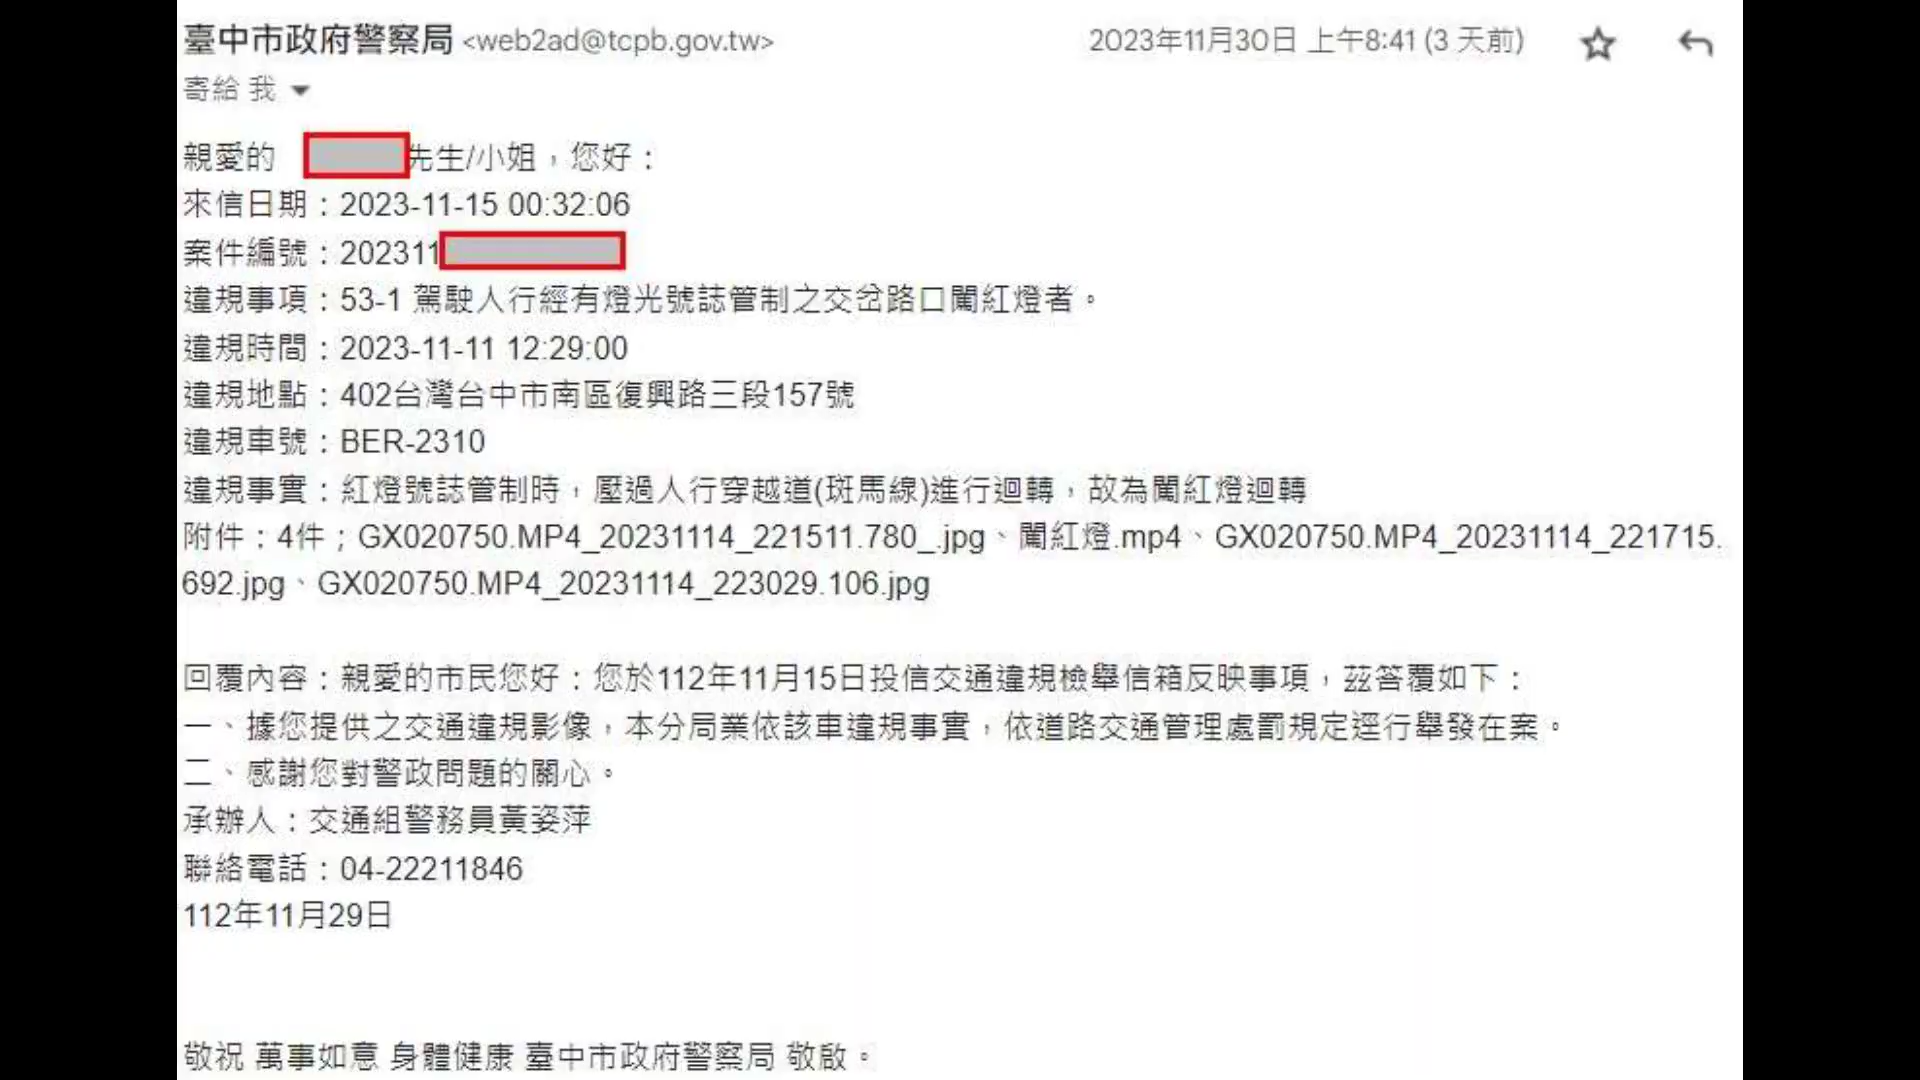 臺中市政府警察局 <web2ad@tcpb.gov.tw> 2023年11月30日 上午8:41 (3 天前)
寄給 我
親愛的 先生/小姐，您好：
來信日期：2023-11-15 00:32:06
案件編號：202311
違規事項：53-1 駕駛人行經有燈光號誌管制之交岔路口闖紅燈者。
違規時間：2023-11-11 12:29:00
違規地點：402台灣台中市南區復興路三段157號
違規車號：BER-2310
違規事實：紅燈號誌管制時，壓過人行穿越道(斑馬線)進行迴轉，故為闖紅燈迴轉
附件：4件；GX020750.MP4_20231114_221511.780_.jpg、闖紅燈.mp4、GX020750.MP4_20231114_221715.
692.jpg、GX020750.MP4_20231114_223029.106.jpg
回覆內容：親愛的市民您好：您於112年11月15日投信交通違規檢舉信箱反映事項，茲答覆如下：
一、據您提供之交通違規影像，本分局業依該車違規事實，依道路交通管理處罰規定逕行舉發在案。
二、感謝您對警政問題的關心。
承辦人：交通組警務員黃姿萍
聯絡電話：04-22211846
112年11月29日
敬祝 萬事如意 身體健康 臺中市政府警察局 敬啟。